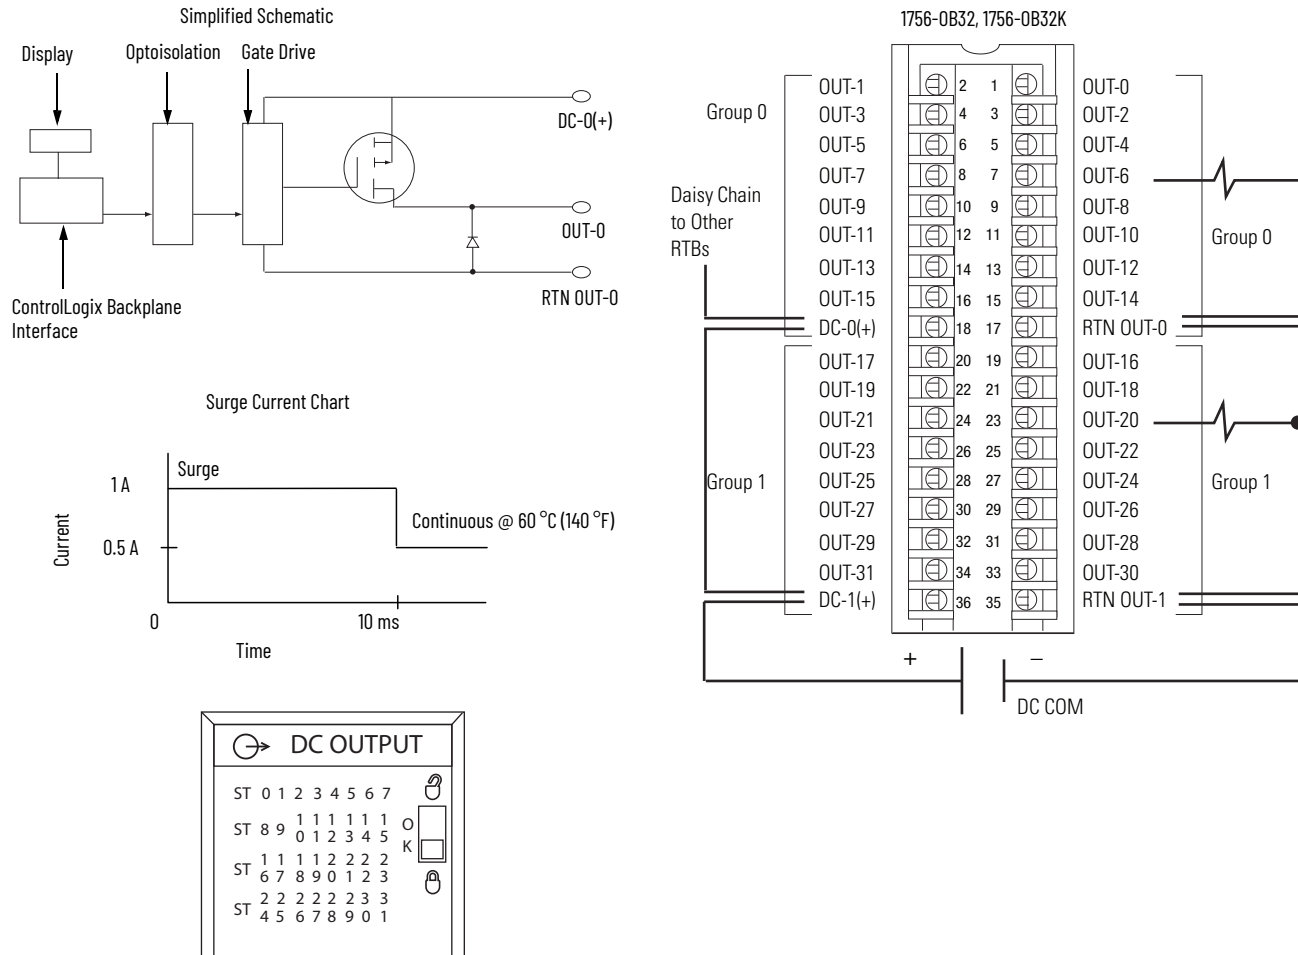 Simplified Schematic
Display
Optoisolation
Gate Drive
DC-0(+)
OUT-0
RTN OUT-0
ControlLogix Backplane
Interface
Surge Current Chart
Surge
1 A
Continuous @ 60 °C (140 °F)
0.5 A
Current
0
10 ms
Time
DC OUTPUT
ST 0 1 2 3 4 5 6 7
ST 8 9 10 11 12 13 14 15
ST 16 17 18 19 20 21 22 23
ST 24 25 26 27 28 29 30 31
OK
1756-OB32, 1756-OB32K
Group 0
Daisy Chain
to Other
RTBs
Group 1
OUT-1 2 1 OUT-0
OUT-3 4 3 OUT-2
OUT-5 6 5 OUT-4
OUT-7 8 7 OUT-6
OUT-9 10 9 OUT-8
OUT-11 12 11 OUT-10
OUT-13 14 13 OUT-12
OUT-15 16 15 OUT-14
DC-0(+) 18 17 RTN OUT-0
OUT-17 20 19 OUT-16
OUT-19 22 21 OUT-18
OUT-21 24 23 OUT-20
OUT-23 26 25 OUT-22
OUT-25 28 27 OUT-24
OUT-27 30 29 OUT-26
OUT-29 32 31 OUT-28
OUT-31 34 33 OUT-30
DC-1(+) 36 35 RTN OUT-1
Group 0
Group 1
+ –
DC COM